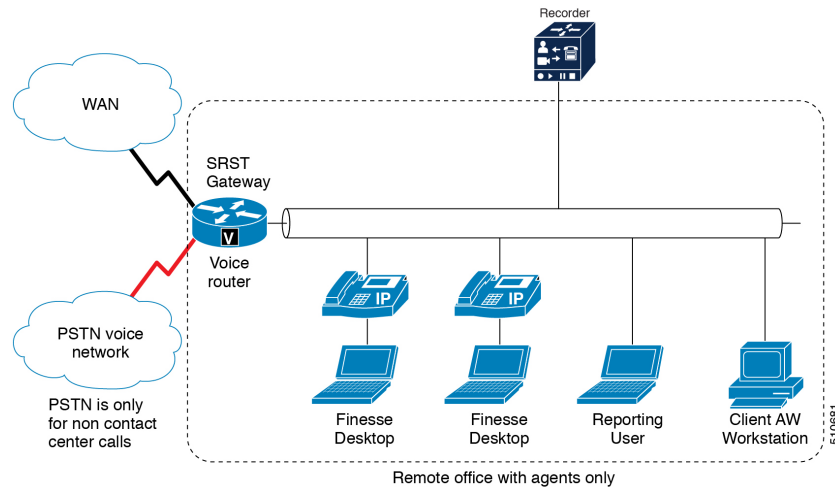 Recorder
WAN
SRST
Gateway
V
Voice
router
IP
IP
PSTN voice
network
PSTN is only
for non contact
center calls
Finesse
Desktop
Finesse
Desktop
Reporting
User
Client AW
Workstation
510681
Remote office with agents only